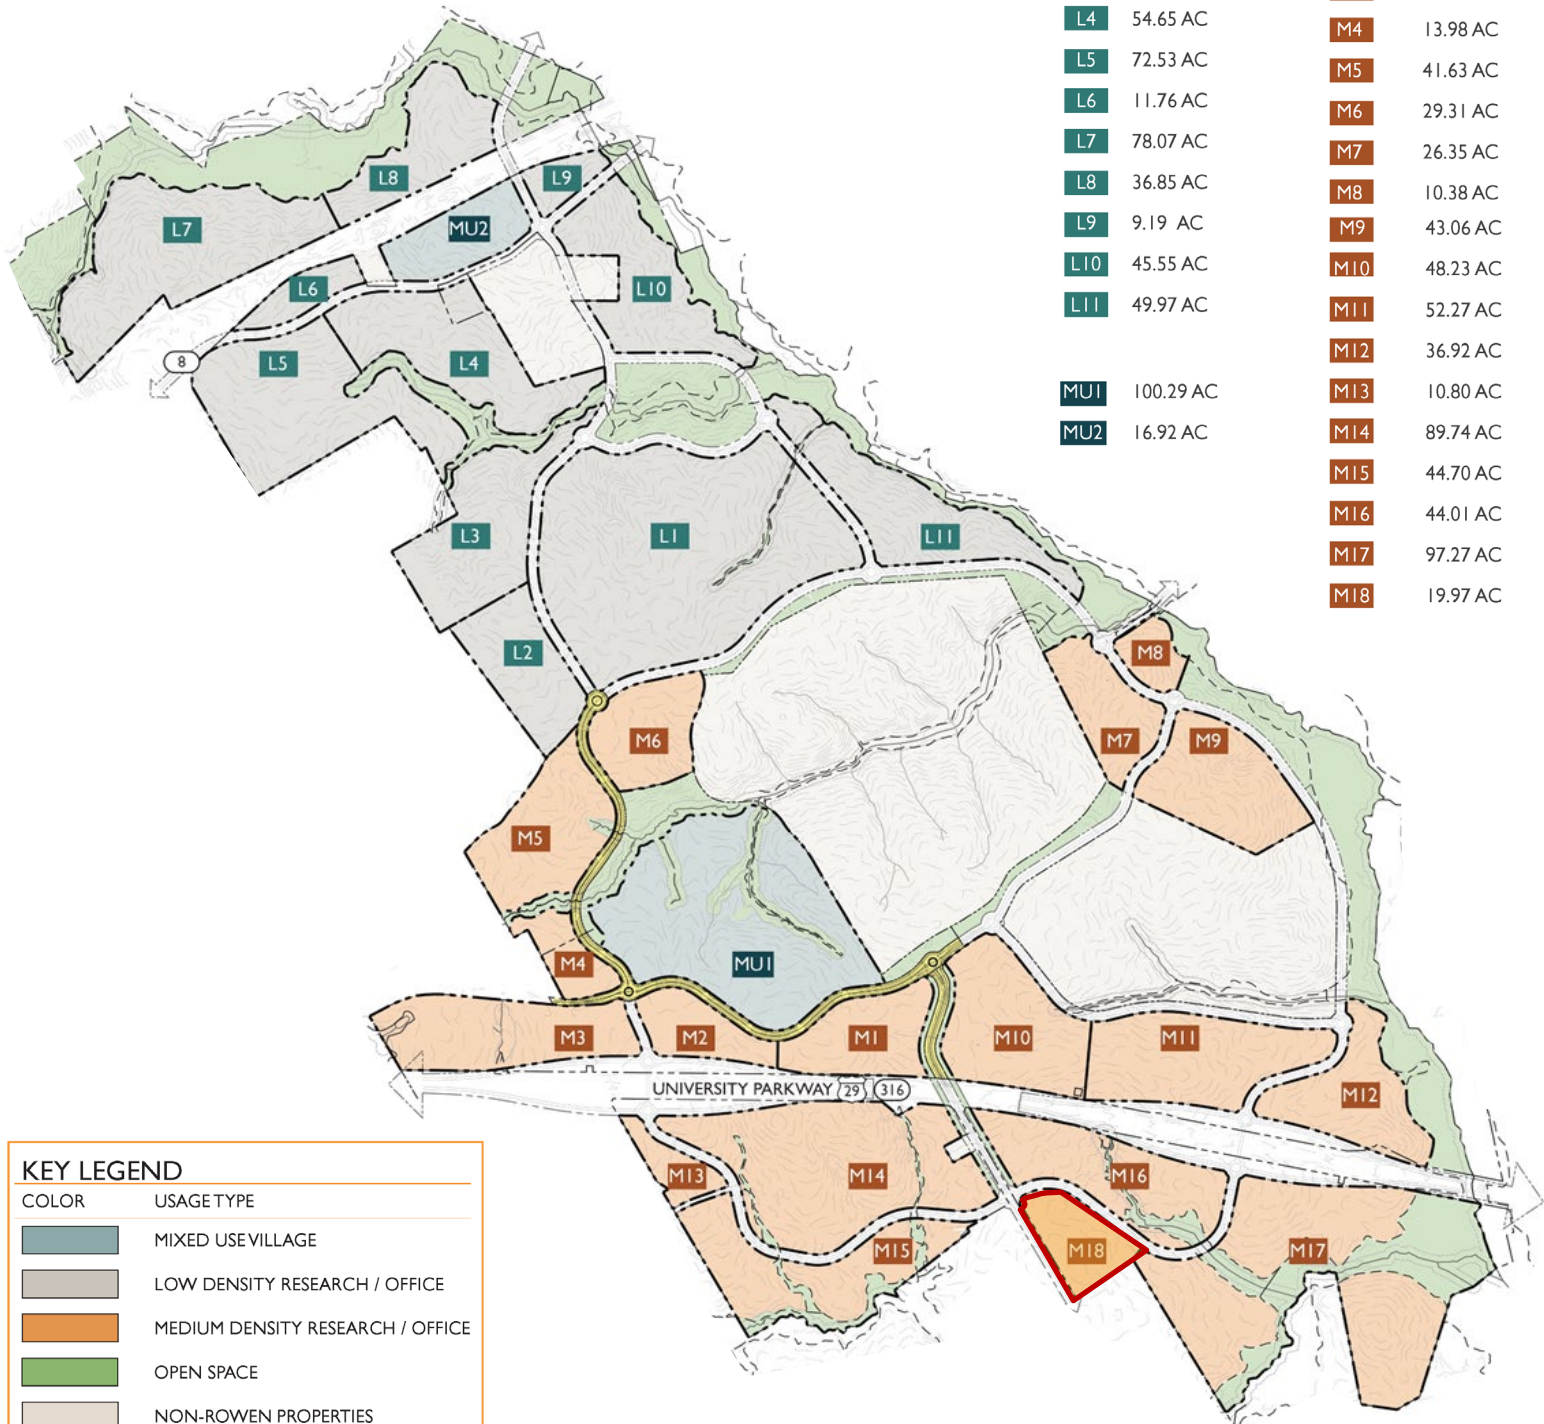 L4 54.65 AC
L5 72.53 AC
L6 11.76 AC
L7 78.07 AC
L8 36.85 AC
L9 9.19 AC
L10 45.55 AC
L11 49.97 AC
MU1 100.29 AC
MU2 16.92 AC
M4 13.98 AC
M5 41.63 AC
M6 29.31 AC
M7 26.35 AC
M8 10.38 AC
M9 43.06 AC
M10 48.23 AC
M11 52.27 AC
M12 36.92 AC
M13 10.80 AC
M14 89.74 AC
M15 44.70 AC
M16 44.01 AC
M17 97.27 AC
M18 19.97 AC
L8
L9
L7
MU2
L6
L10
8
L5
L4
L3
L1
L11
L2
M8
M6
M7
M9
M5
M4
MU1
M3
M2
M1
M10
M11
UNIVERSITY PARKWAY 29 316
M12
M13
M14
M16
M15
M18
M17
KEY LEGEND
COLOR USAGE TYPE
MIXED USE VILLAGE
LOW DENSITY RESEARCH / OFFICE
MEDIUM DENSITY RESEARCH / OFFICE
OPEN SPACE
NON-ROWEN PROPERTIES